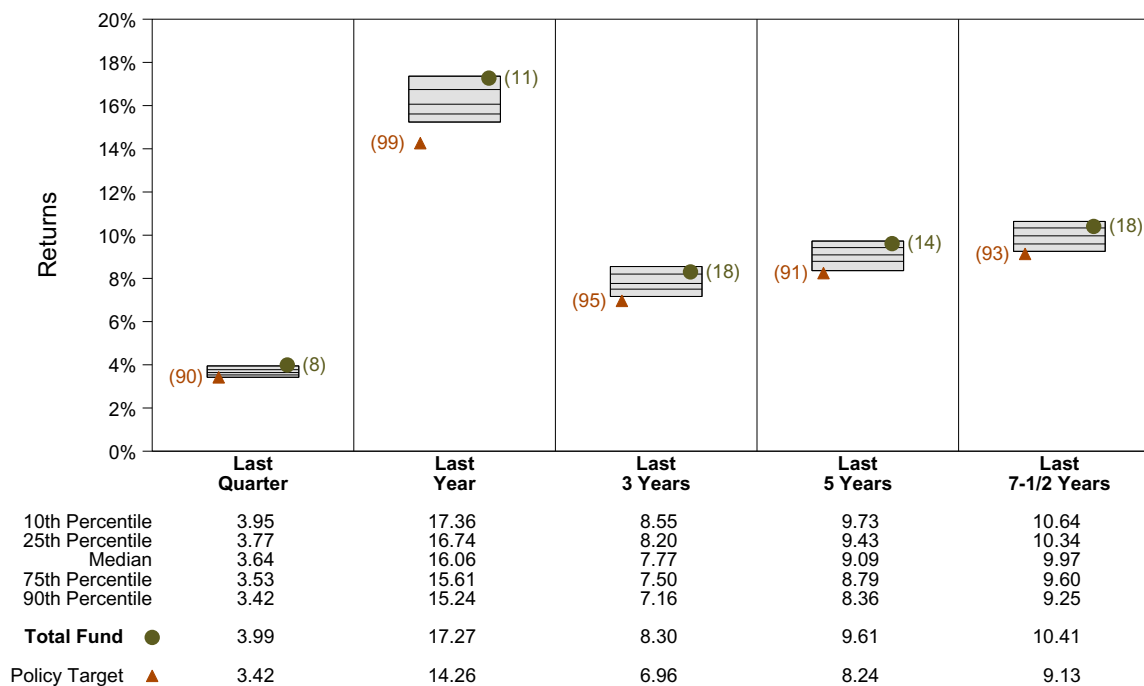 20%
18%
16%
14%
12%
10%
8%
6%
4%
2%
0%
Returns
(90) (8)
(99) (11)
(95) (18)
(91) (14)
(93) (18)
Last Quarter Last Year Last 3 Years Last 5 Years Last 7-1/2 Years
10th Percentile 3.95 17.36 8.55 9.73 10.64
25th Percentile 3.77 16.74 8.20 9.43 10.34
Median 3.64 16.06 7.77 9.09 9.97
75th Percentile 3.53 15.61 7.50 8.79 9.60
90th Percentile 3.42 15.24 7.16 8.36 9.25
Total Fund 3.99 17.27 8.30 9.61 10.41
Policy Target 3.42 14.26 6.96 8.24 9.13